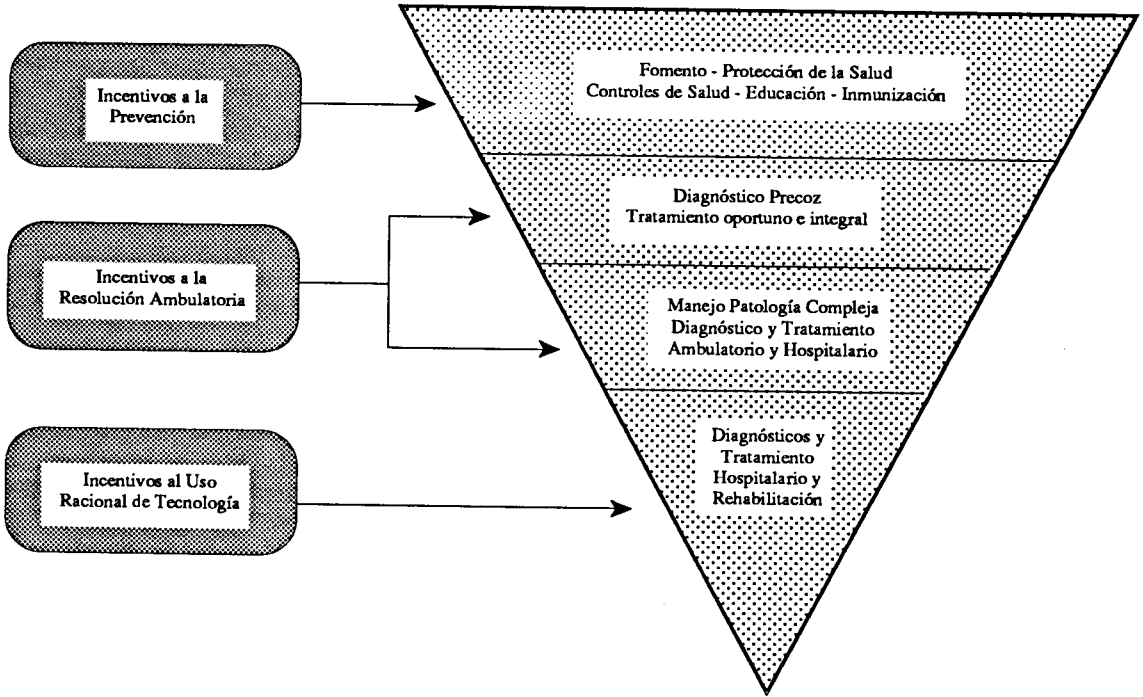 Incentivos a la
Prevención
Fomento - Protección de la Salud
Controles de Salud - Educación - Inmunización
Incentivos a la
Resolución Ambulatoria
Diagnóstico Precoz
Tratamiento oportuno e integral
Manejo Patología Compleja
Diagnóstico y Tratamiento
Ambulatorio y Hospitalario
Incentivos al Uso
Racional de Tecnología
Diagnósticos y
Tratamiento
Hospitalario y
Rehabilitación